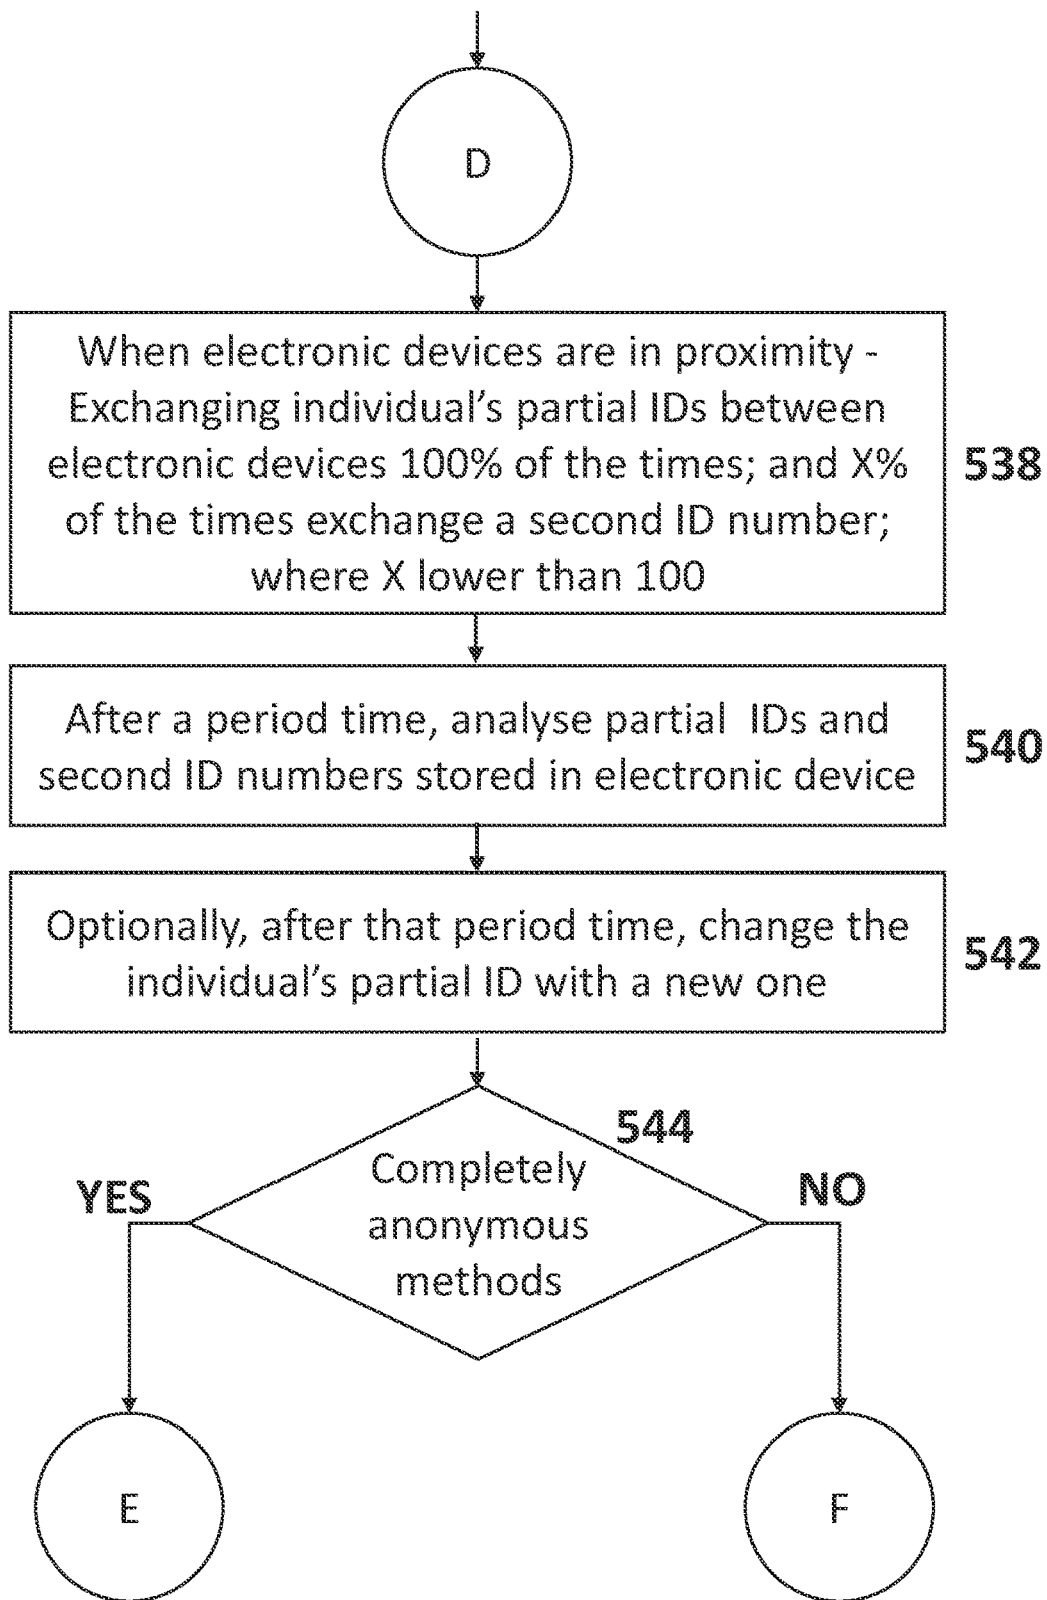 D
When electronic devices are in proximity -
Exchanging individual's partial IDs between
electronic devices 100% of the times; and X%
of the times exchange a second ID number;
where X lower than 100
538
After a period time, analyse partial IDs and
second ID numbers stored in electronic device
540
Optionally, after that period time, change the
individual's partial ID with a new one
542
544
Completely
anonymous
methods
YES
NO
E
F